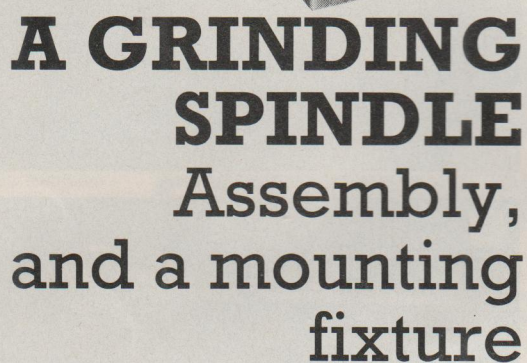 A GRINDING
SPINDLE
Assembly,
and a mounting
fixture